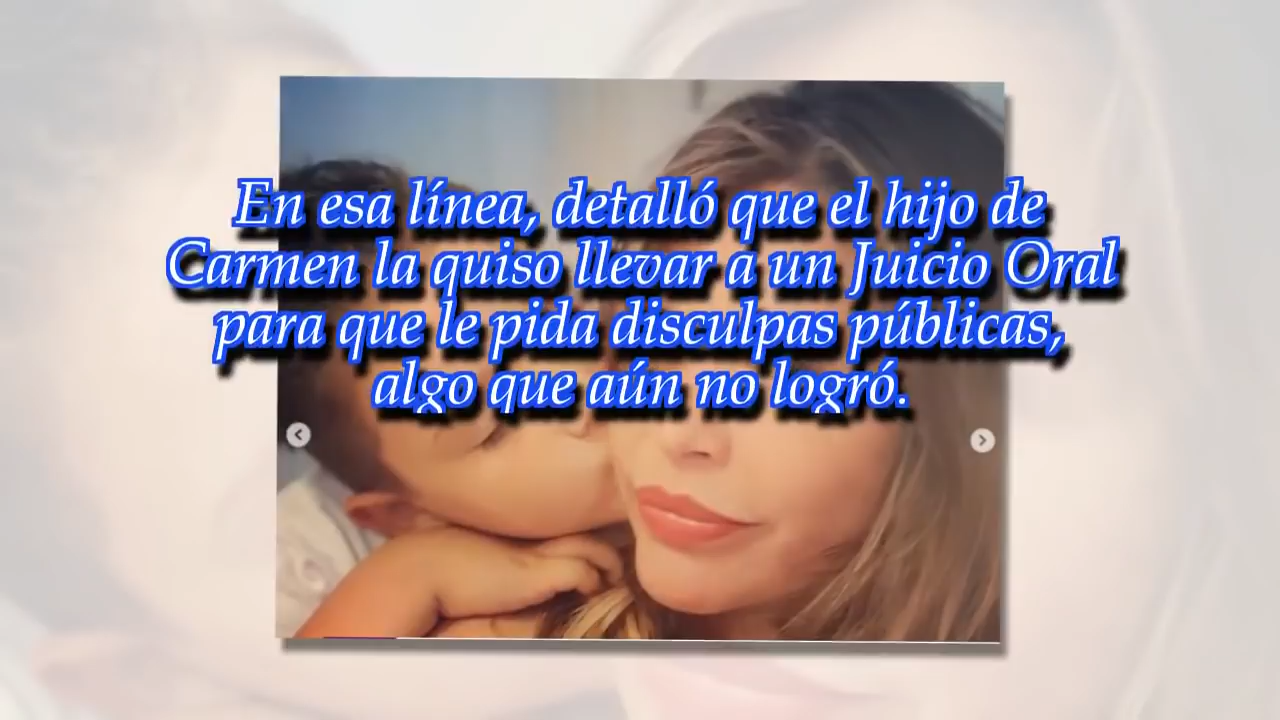 En esa línea, detalló que el hijo de
Carmen la quiso llevar a un Juicio Oral
para que le pida disculpas públicas,
algo que aún no logró.